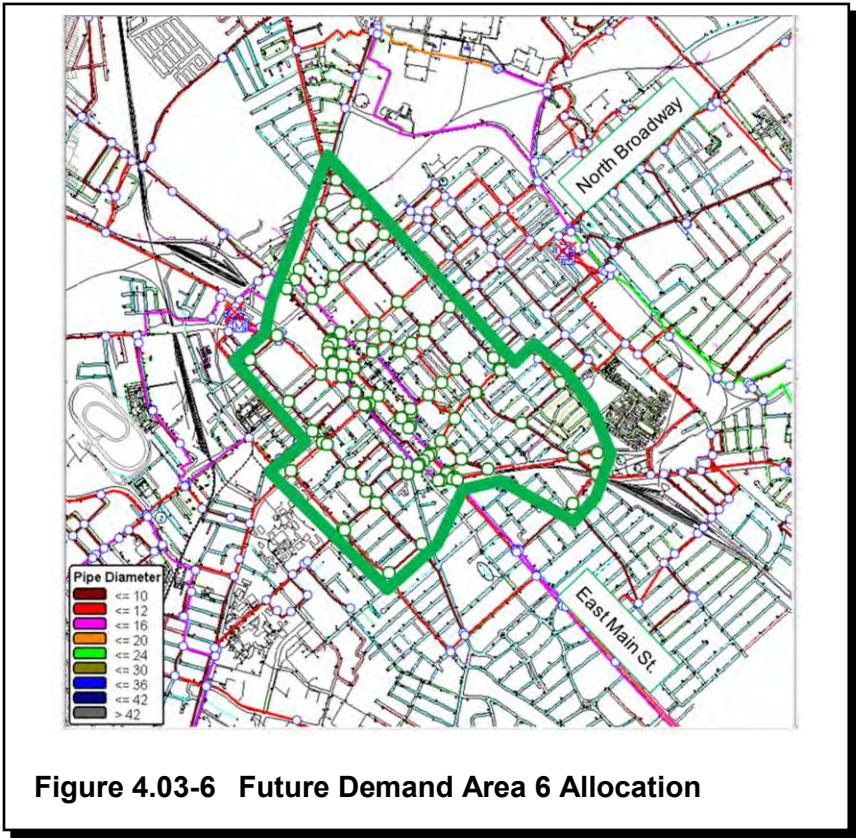 North Broadway
East Main St.
Pipe Diameter
<= 10
<= 12
<= 16
<= 20
<= 24
<= 30
<= 36
<= 42
> 42
Figure 4.03-6 Future Demand Area 6 Allocation